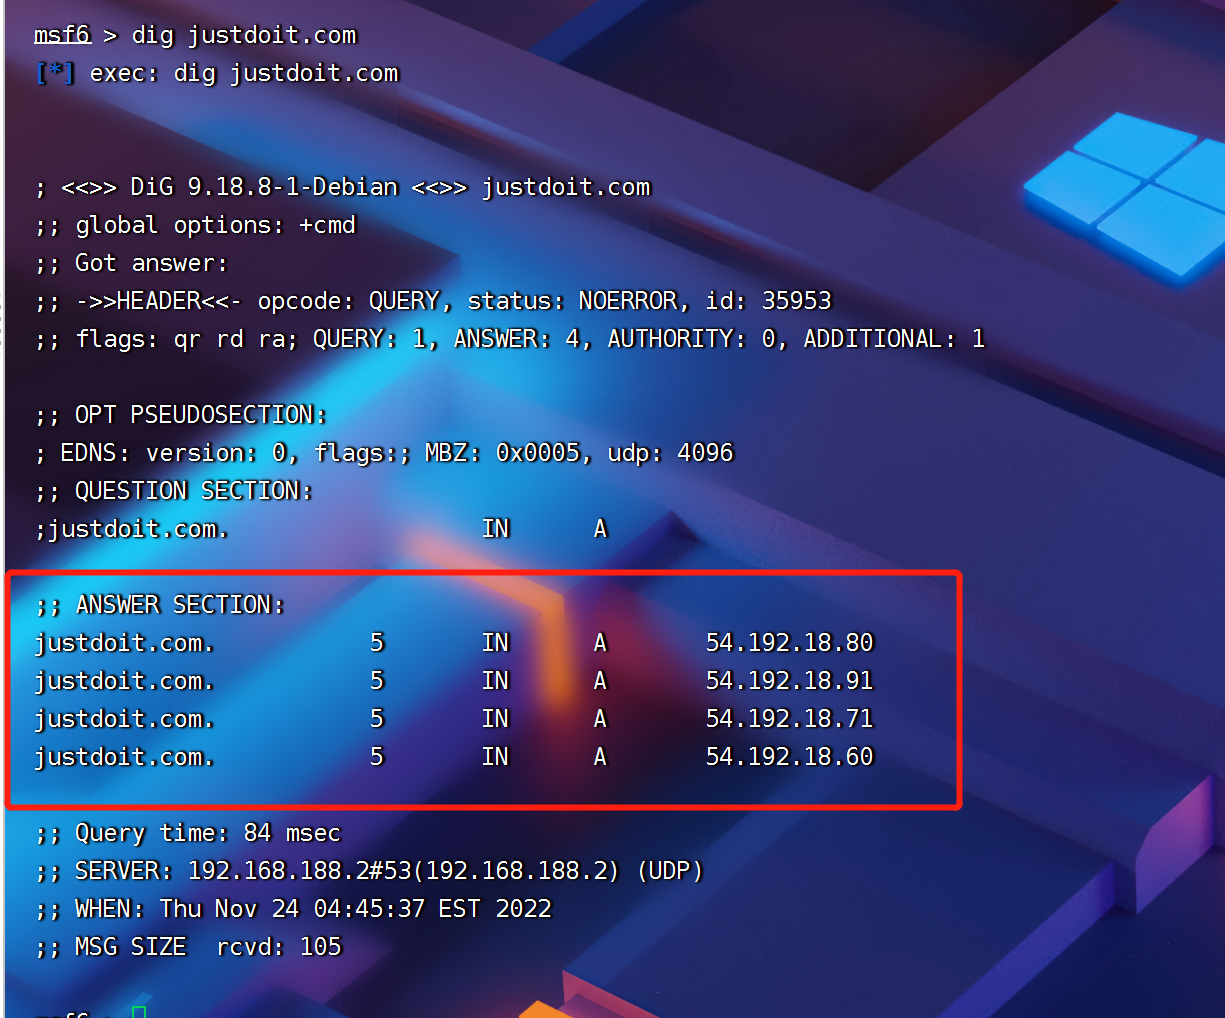 msf6 > dig justdoit.com
[*] exec: dig justdoit.com
; <<>> DiG 9.18.8-1-Debian <<>> justdoit.com
;; global options: +cmd
;; Got answer:
;; ->>HEADER<<- opcode: QUERY, status: NOERROR, id: 35953
;; flags: qr rd ra; QUERY: 1, ANSWER: 4, AUTHORITY: 0, ADDITIONAL: 1
;; OPT PSEUDOSECTION:
; EDNS: version: 0, flags:; MBZ: 0x0005, udp: 4096
;; QUESTION SECTION:
;justdoit.com. IN A
;; ANSWER SECTION:
justdoit.com. 5 IN A 54.192.18.80
justdoit.com. 5 IN A 54.192.18.91
justdoit.com. 5 IN A 54.192.18.71
justdoit.com. 5 IN A 54.192.18.60
;; Query time: 84 msec
;; SERVER: 192.168.188.2#53(192.168.188.2) (UDP)
;; WHEN: Thu Nov 24 04:45:37 EST 2022
;; MSG SIZE  rcvd: 105